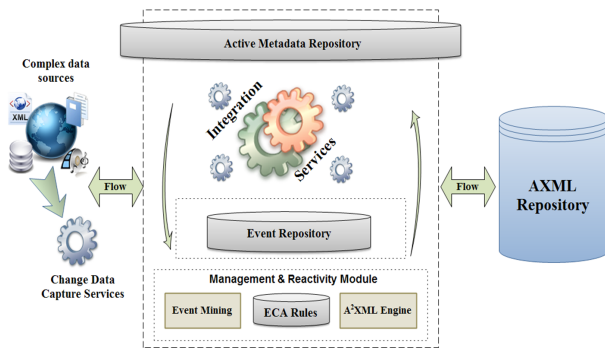 Active Metadata Repository
Complex data
sources
XML
Integration
Services
Flow
Flow
AXML
Repository
Event Repository
Change Data
Capture Services
Management & Reactivity Module
Event Mining
ECA Rules
A²XML Engine